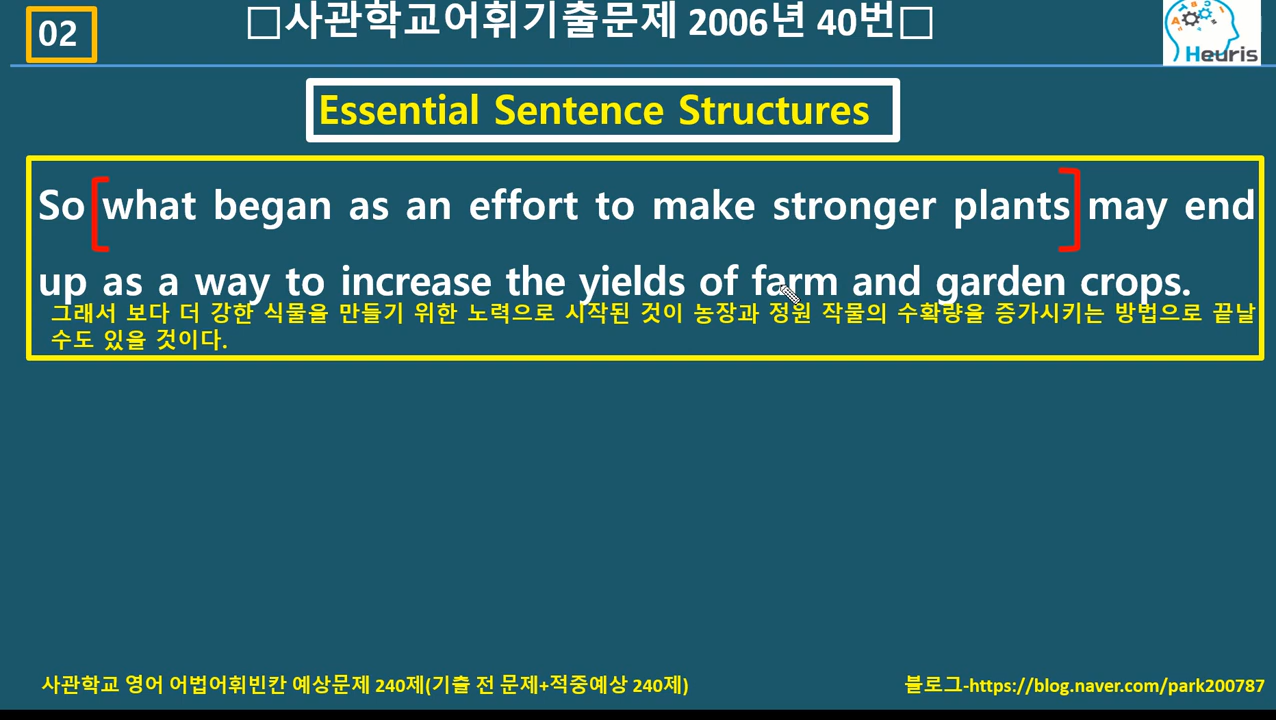 02
□사관학교어휘기출문제 2006년 40번□
Heuris
Essential Sentence Structures
So [what began as an effort to make stronger plants] may end
up as a way to increase the yields of farm and garden crops.
그래서 보다 더 강한 식물을 만들기 위한 노력으로 시작된 것이 농장과 정원 작물의 수확량을 증가시키는 방법으로 끝날
수도 있을 것이다.
사관학교 영어 어법어휘빈칸 예상문제 240제(기출 전 문제+적중예상 240제)
블로그-https://blog.naver.com/park200787